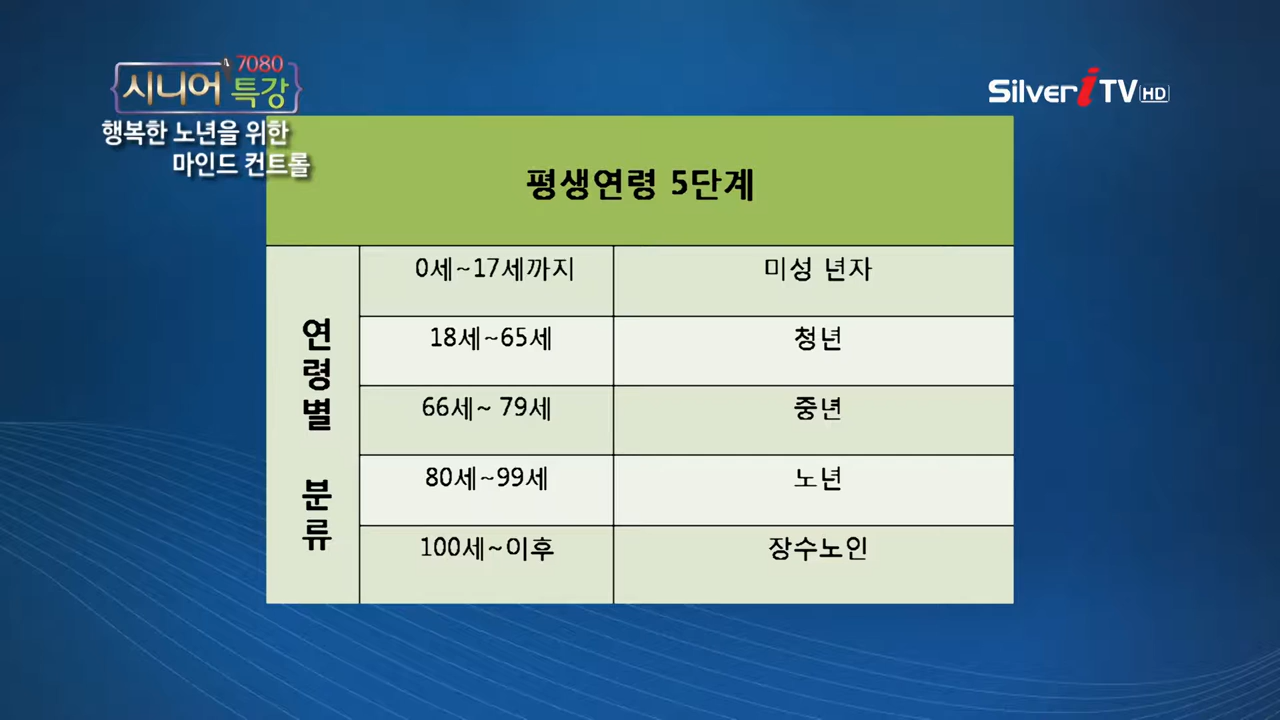 7080
시니어 특강
행복한 노년을 위한
마인드 컨트롤
Silver i TV HD
평생연령 5단계
연령별 분류
0세~17세까지 미성 년자
18세~65세 청년
66세~ 79세 중년
80세~99세 노년
100세~이후 장수노인